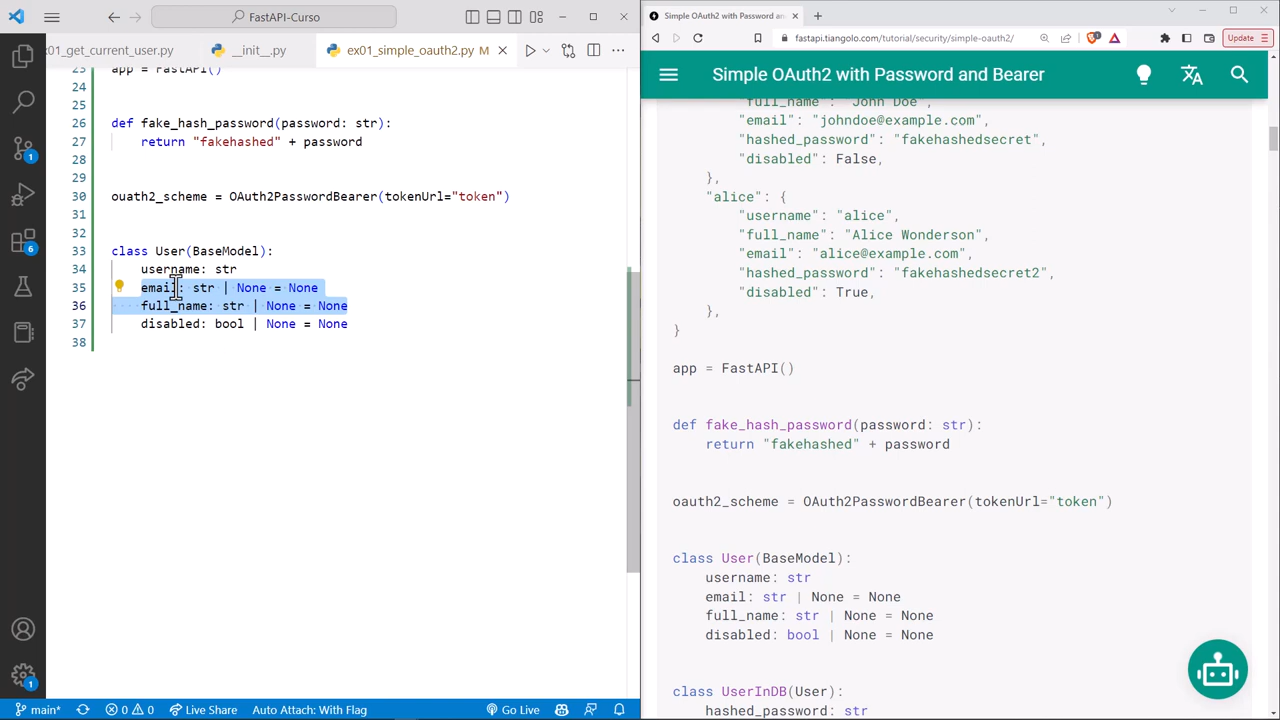 FastAPI-Curso
01_get_current_user.py
__init__.py
ex01_simple_oauth2.py M
23 app = FastAPI()
24
25
26 def fake_hash_password(password: str):
27 return "fakehashed" + password
28
29
30 ouath2_scheme = OAuth2PasswordBearer(tokenUrl="token")
31
32
33 class User(BaseModel):
34 username: str
35 email: str | None = None
36 full_name: str | None = None
37 disabled: bool | None = None
38
1
6
1
main*
0 0
Live Share
Auto Attach: With Flag
Go Live
Simple OAuth2 with Password an
fastapi.tiangolo.com/tutorial/security/simple-oauth2/
1
Update
Simple OAuth2 with Password and Bearer
"full_name": "John Doe",
"email": "johndoe@example.com",
"hashed_password": "fakehashedsecret",
"disabled": False,
},
"alice": {
"username": "alice",
"full_name": "Alice Wonderson",
"email": "alice@example.com",
"hashed_password": "fakehashedsecret2",
"disabled": True,
},
}
app = FastAPI()
def fake_hash_password(password: str):
return "fakehashed" + password
oauth2_scheme = OAuth2PasswordBearer(tokenUrl="token")
class User(BaseModel):
username: str
email: str | None = None
full_name: str | None = None
disabled: bool | None = None
class UserInDB(User):
hashed_password: str